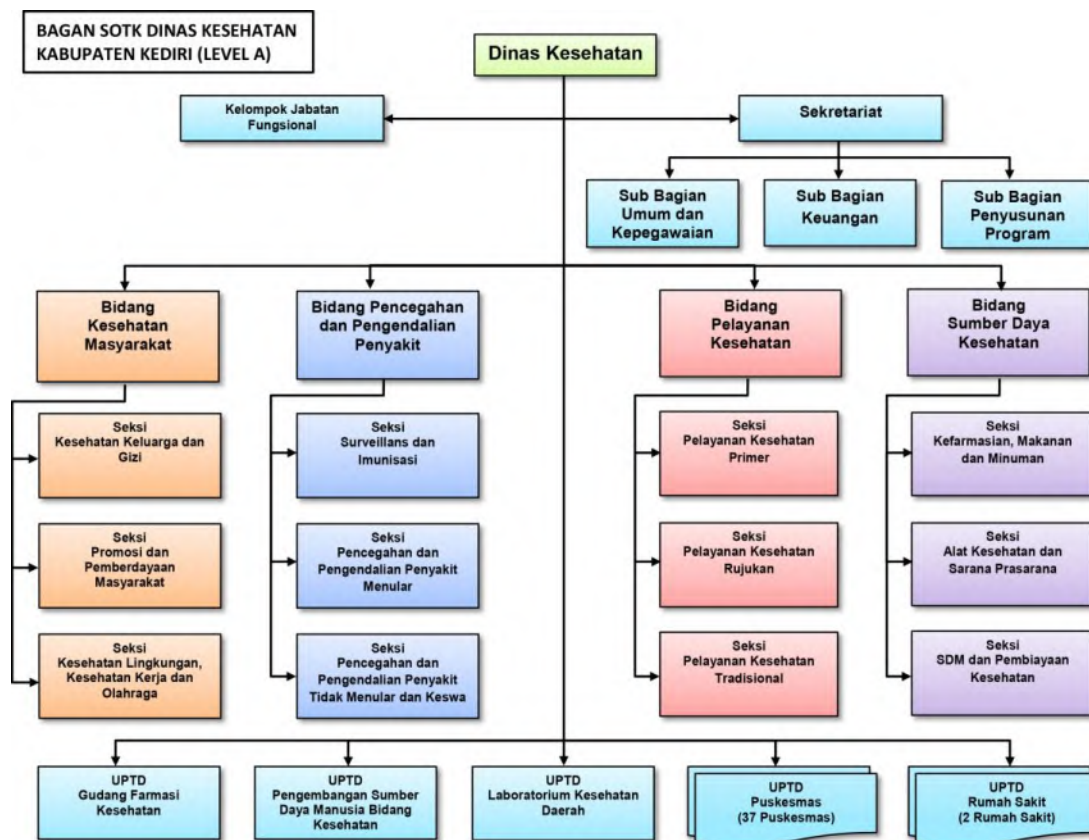 BAGAN SOTK DINAS KESEHATAN
KABUPATEN KEDIRI (LEVEL A)
Dinas Kesehatan
Kelompok Jabatan
Fungsional
Sekretariat
Sub Bagian
Umum dan
Kepegawaian
Sub Bagian
Keuangan
Sub Bagian
Penyusunan
Program
Bidang
Kesehatan
Masyarakat
Bidang Pencegahan
dan Pengendalian
Penyakit
Bidang
Pelayanan
Kesehatan
Bidang
Sumber Daya
Kesehatan
Seksi
Kesehatan Keluarga dan
Gizi
Seksi
Surveillans dan
Imunisasi
Seksi
Pelayanan Kesehatan
Primer
Seksi
Kefarmasian, Makanan
dan Minuman
Seksi
Promosi dan
Pemberdayaan
Masyarakat
Seksi
Pencegahan dan
Pengendalian Penyakit
Menular
Seksi
Pelayanan Kesehatan
Rujukan
Seksi
Alat Kesehatan dan
Sarana Prasarana
Seksi
Kesehatan Lingkungan,
Kesehatan Kerja dan
Olahraga
Seksi
Pencegahan dan
Pengendalian Penyakit
Tidak Menular dan Keswa
Seksi
Pelayanan Kesehatan
Tradisional
Seksi
SDM dan Pembiayaan
Kesehatan
UPTD
Gudang Farmasi
Kesehatan
UPTD
Pengembangan Sumber
Daya Manusia Bidang
Kesehatan
UPTD
Laboratorium Kesehatan
Daerah
UPTD
Puskesmas
(37 Puskesmas)
UPTD
Rumah Sakit
(2 Rumah Sakit)